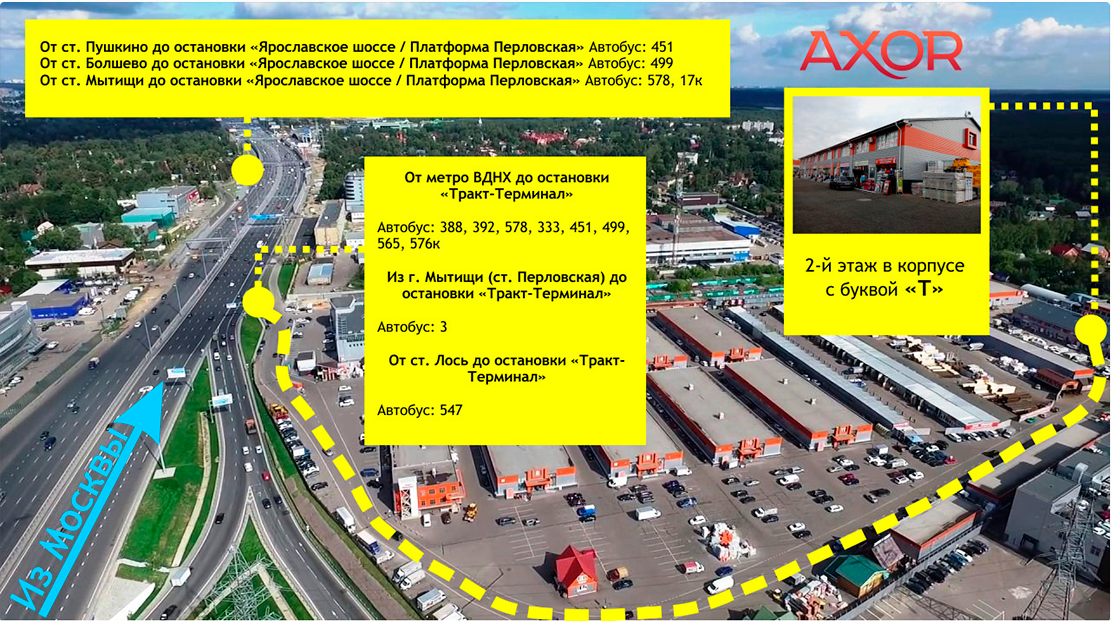 От ст. Пушкино до остановки «Ярославское шоссе / Платформа Перловская» Автобус: 451
От ст. Болшево до остановки «Ярославское шоссе / Платформа Перловская» Автобус: 499
От ст. Мытищи до остановки «Ярославское шоссе / Платформа Перловская» Автобус: 578, 17к
AXOR
От метро ВДНХ до остановки
«Тракт-Терминал»
Автобус: 388, 392, 578, 333, 451, 499,
565, 576к
Из г. Мытищи (ст. Перловская) до
остановки «Тракт-Терминал»
Автобус: 3
От ст. Лось до остановки «Тракт-
Терминал»
Автобус: 547
2-й этаж в корпусе
с буквой «Т»
Из Москвы